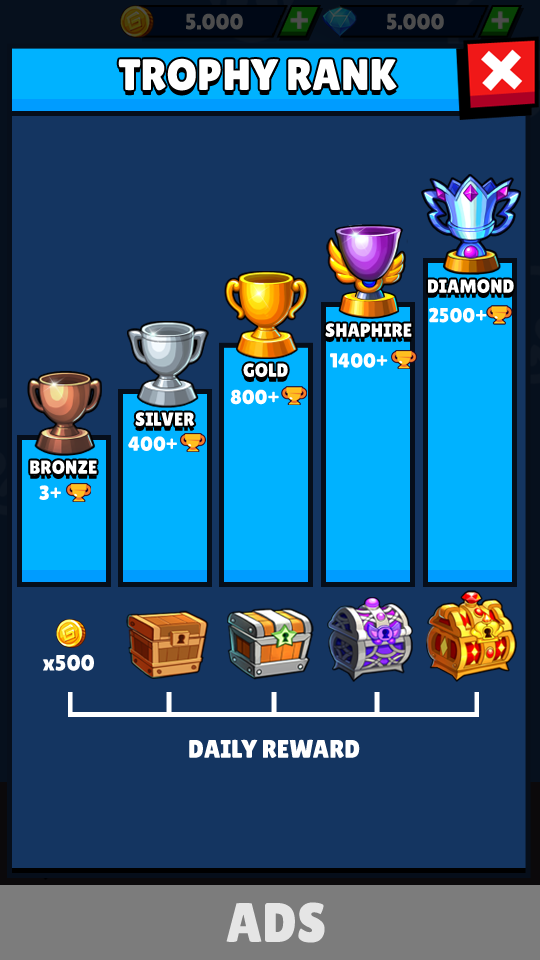 5.000
5.000
TROPHY RANK
DIAMOND
2500+
SHAPHIRE
1400+
GOLD
800+
SILVER
400+
BRONZE
3+
x500
DAILY REWARD
ADS